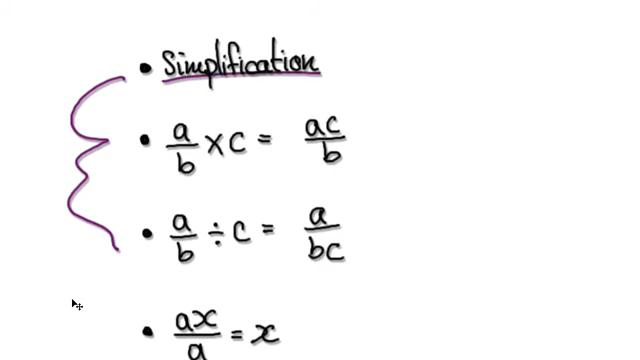 • Simplification
• a/b × c = ac/b
• a/b ÷ c = a/bc
• ax/a = x